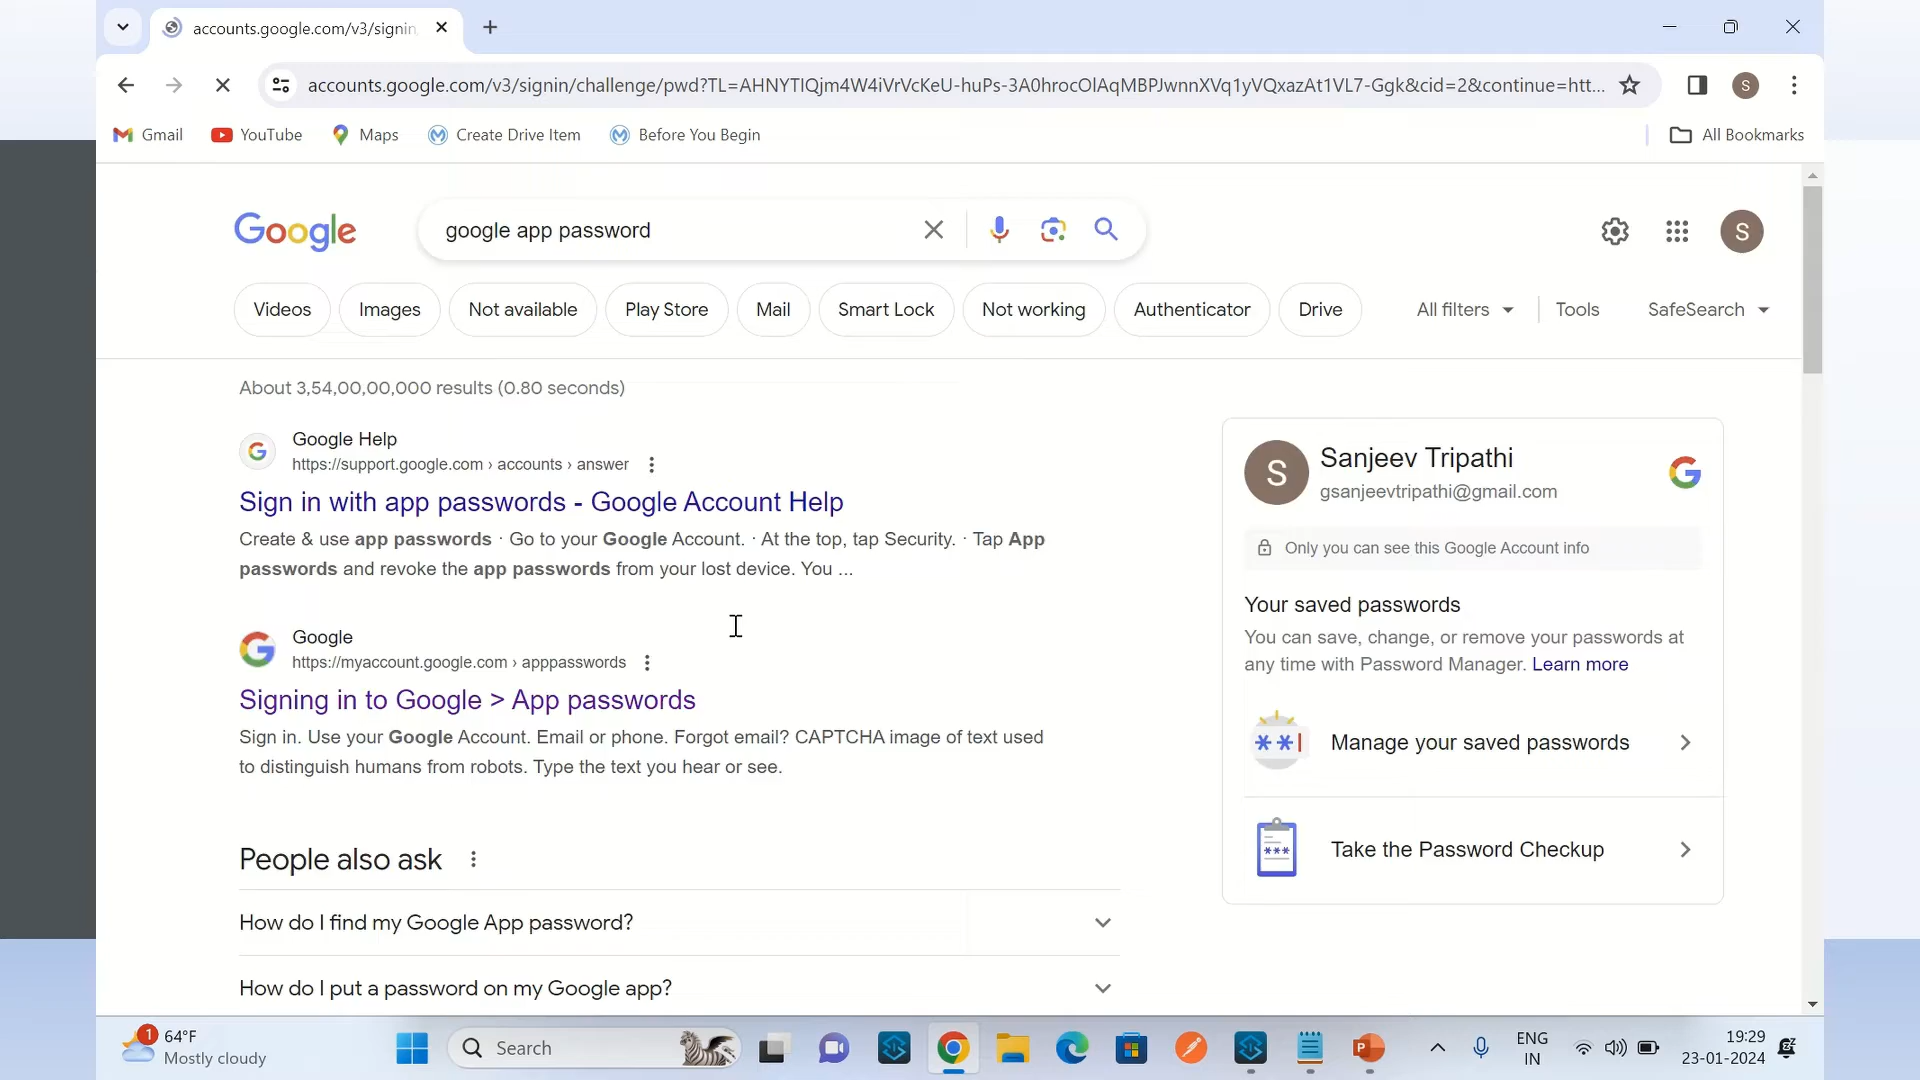 accounts.google.com/v3/signin
accounts.google.com/v3/signin/challenge/pwd?TL=AHNYTIQjm4W4iVrVcKeU-huPs-3A0hrocOlAqMBPJwnnXVq1yVQxazAt1VL7-Ggk&cid=2&continue=htt...
S
Gmail
YouTube
Maps
Create Drive Item
Before You Begin
All Bookmarks
Google
google app password
S
Videos
Images
Not available
Play Store
Mail
Smart Lock
Not working
Authenticator
Drive
All filters
Tools
SafeSearch
About 3,54,00,00,000 results (0.80 seconds)
Google Help
https://support.google.com › accounts › answer
Sign in with app passwords - Google Account Help
Create & use app passwords · Go to your Google Account. · At the top, tap Security. · Tap App
passwords and revoke the app passwords from your lost device. You ...
Google
https://myaccount.google.com › apppasswords
Signing in to Google > App passwords
Sign in. Use your Google Account. Email or phone. Forgot email? CAPTCHA image of text used
to distinguish humans from robots. Type the text you hear or see.
People also ask
How do I find my Google App password?
How do I put a password on my Google app?
S
Sanjeev Tripathi
gsanjeevtripathi@gmail.com
Only you can see this Google Account info
Your saved passwords
You can save, change, or remove your passwords at
any time with Password Manager. Learn more
Manage your saved passwords
Take the Password Checkup
1
64°F
Mostly cloudy
Search
ENG
IN
19:29
23-01-2024